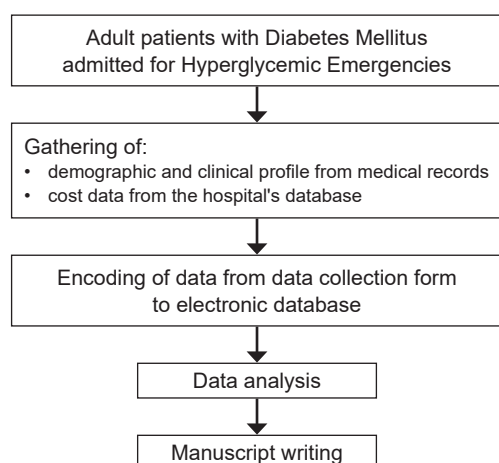 Adult patients with Diabetes Mellitus
admitted for Hyperglycemic Emergencies
Gathering of:
• demographic and clinical profile from medical records
• cost data from the hospital's database
Encoding of data from data collection form
to electronic database
Data analysis
Manuscript writing